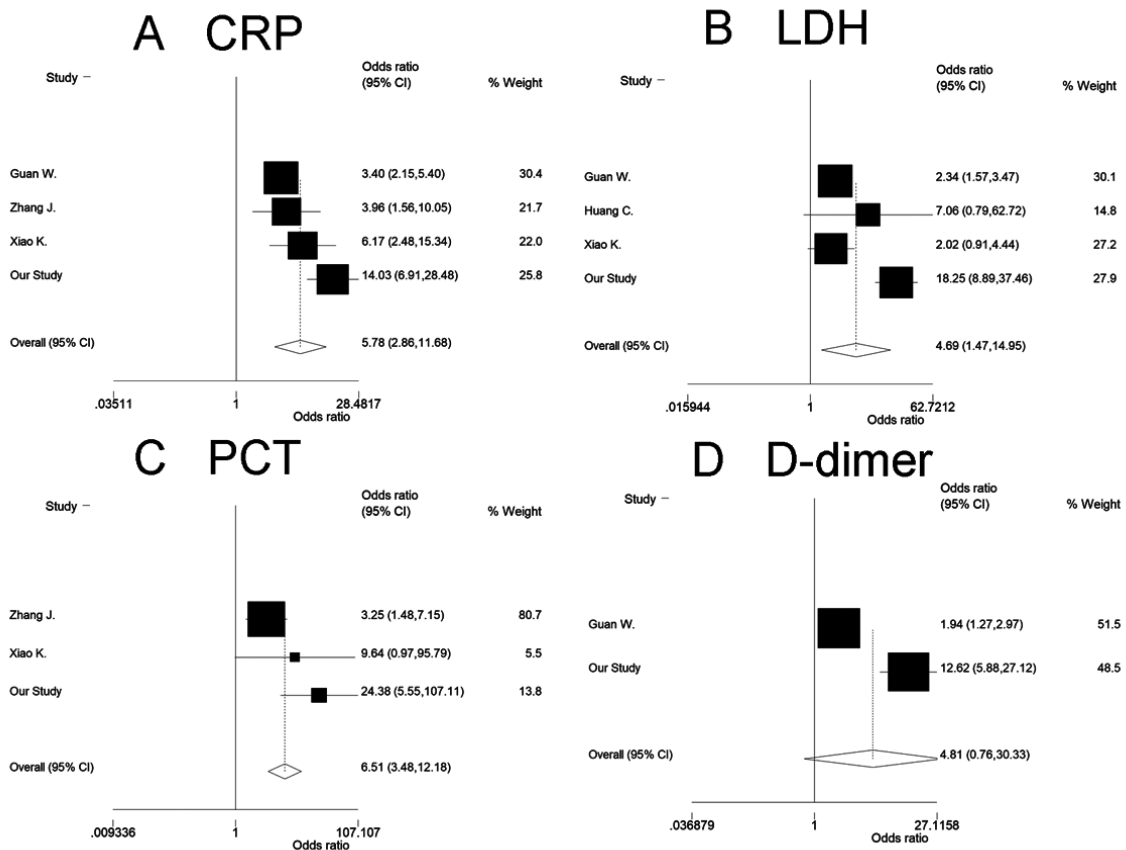 A CRP
Study
Odds ratio
(95% CI)
% Weight
Guan W. 3.40 (2.15,5.40) 30.4
Zhang J. 3.96 (1.56,10.05) 21.7
Xiao K. 6.17 (2.48,15.34) 22.0
Our Study 14.03 (6.91,28.48) 25.8
Overall (95% CI) 5.78 (2.86,11.68)
.03511 1 28.4817
Odds ratio
B LDH
Study
Odds ratio
(95% CI)
% Weight
Guan W. 2.34 (1.57,3.47) 30.1
Huang C. 7.06 (0.79,62.72) 14.8
Xiao K. 2.02 (0.91,4.44) 27.2
Our Study 18.25 (8.89,37.46) 27.9
Overall (95% CI) 4.69 (1.47,14.95)
.015944 1 62.7212
Odds ratio
C PCT
Study
Odds ratio
(95% CI)
% Weight
Zhang J. 3.25 (1.48,7.15) 80.7
Xiao K. 9.64 (0.97,95.79) 5.5
Our Study 24.38 (5.55,107.11) 13.8
Overall (95% CI) 6.51 (3.48,12.18)
.009336 1 107.107
Odds ratio
D D-dimer
Study
Odds ratio
(95% CI)
% Weight
Guan W. 1.94 (1.27,2.97) 51.5
Our Study 12.62 (5.88,27.12) 48.5
Overall (95% CI) 4.81 (0.76,30.33)
.036879 1 27.1158
Odds ratio